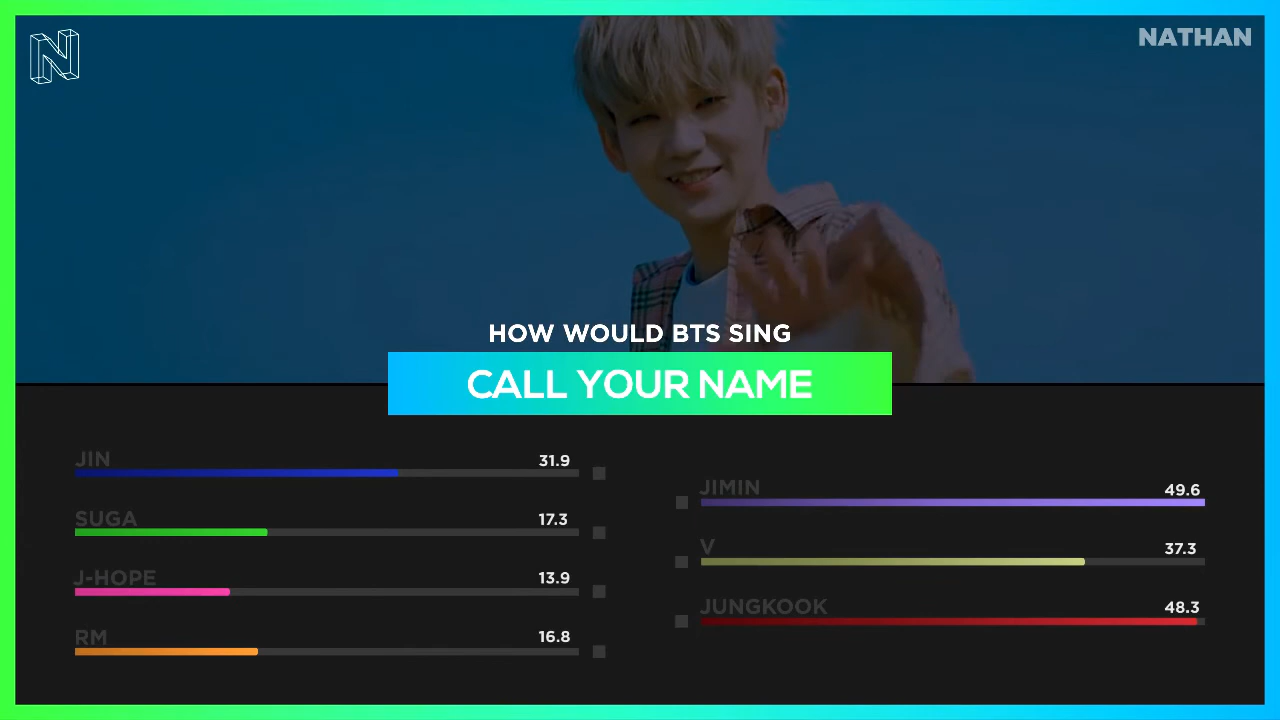 N
NATHAN
HOW WOULD BTS SING
CALL YOUR NAME
JIN 31.9
SUGA 17.3
J-HOPE 13.9
RM 16.8
JIMIN 49.6
V 37.3
JUNGKOOK 48.3